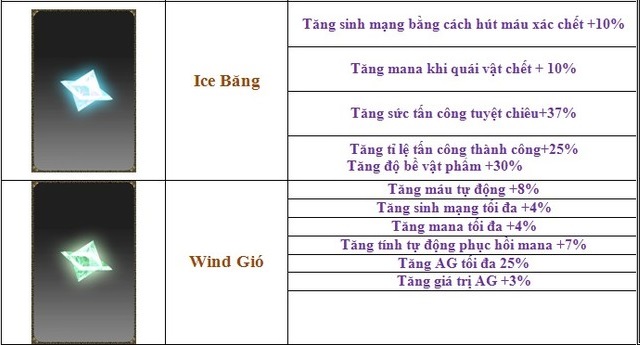 Ice Băng
Tăng sinh mạng bằng cách hút máu xác chết +10%
Tăng mana khi quái vật chết + 10%
Tăng sức tấn công tuyệt chiêu+37%
Tăng tỉ lệ tấn công thành công+25%
Tăng độ bề vật phẩm +30%
Wind Gió
Tăng máu tự động +8%
Tăng sinh mạng tối đa +4%
Tăng mana tối đa +4%
Tăng tính tự động phục hồi mana +7%
Tăng AG tối đa 25%
Tăng giá trị AG +3%